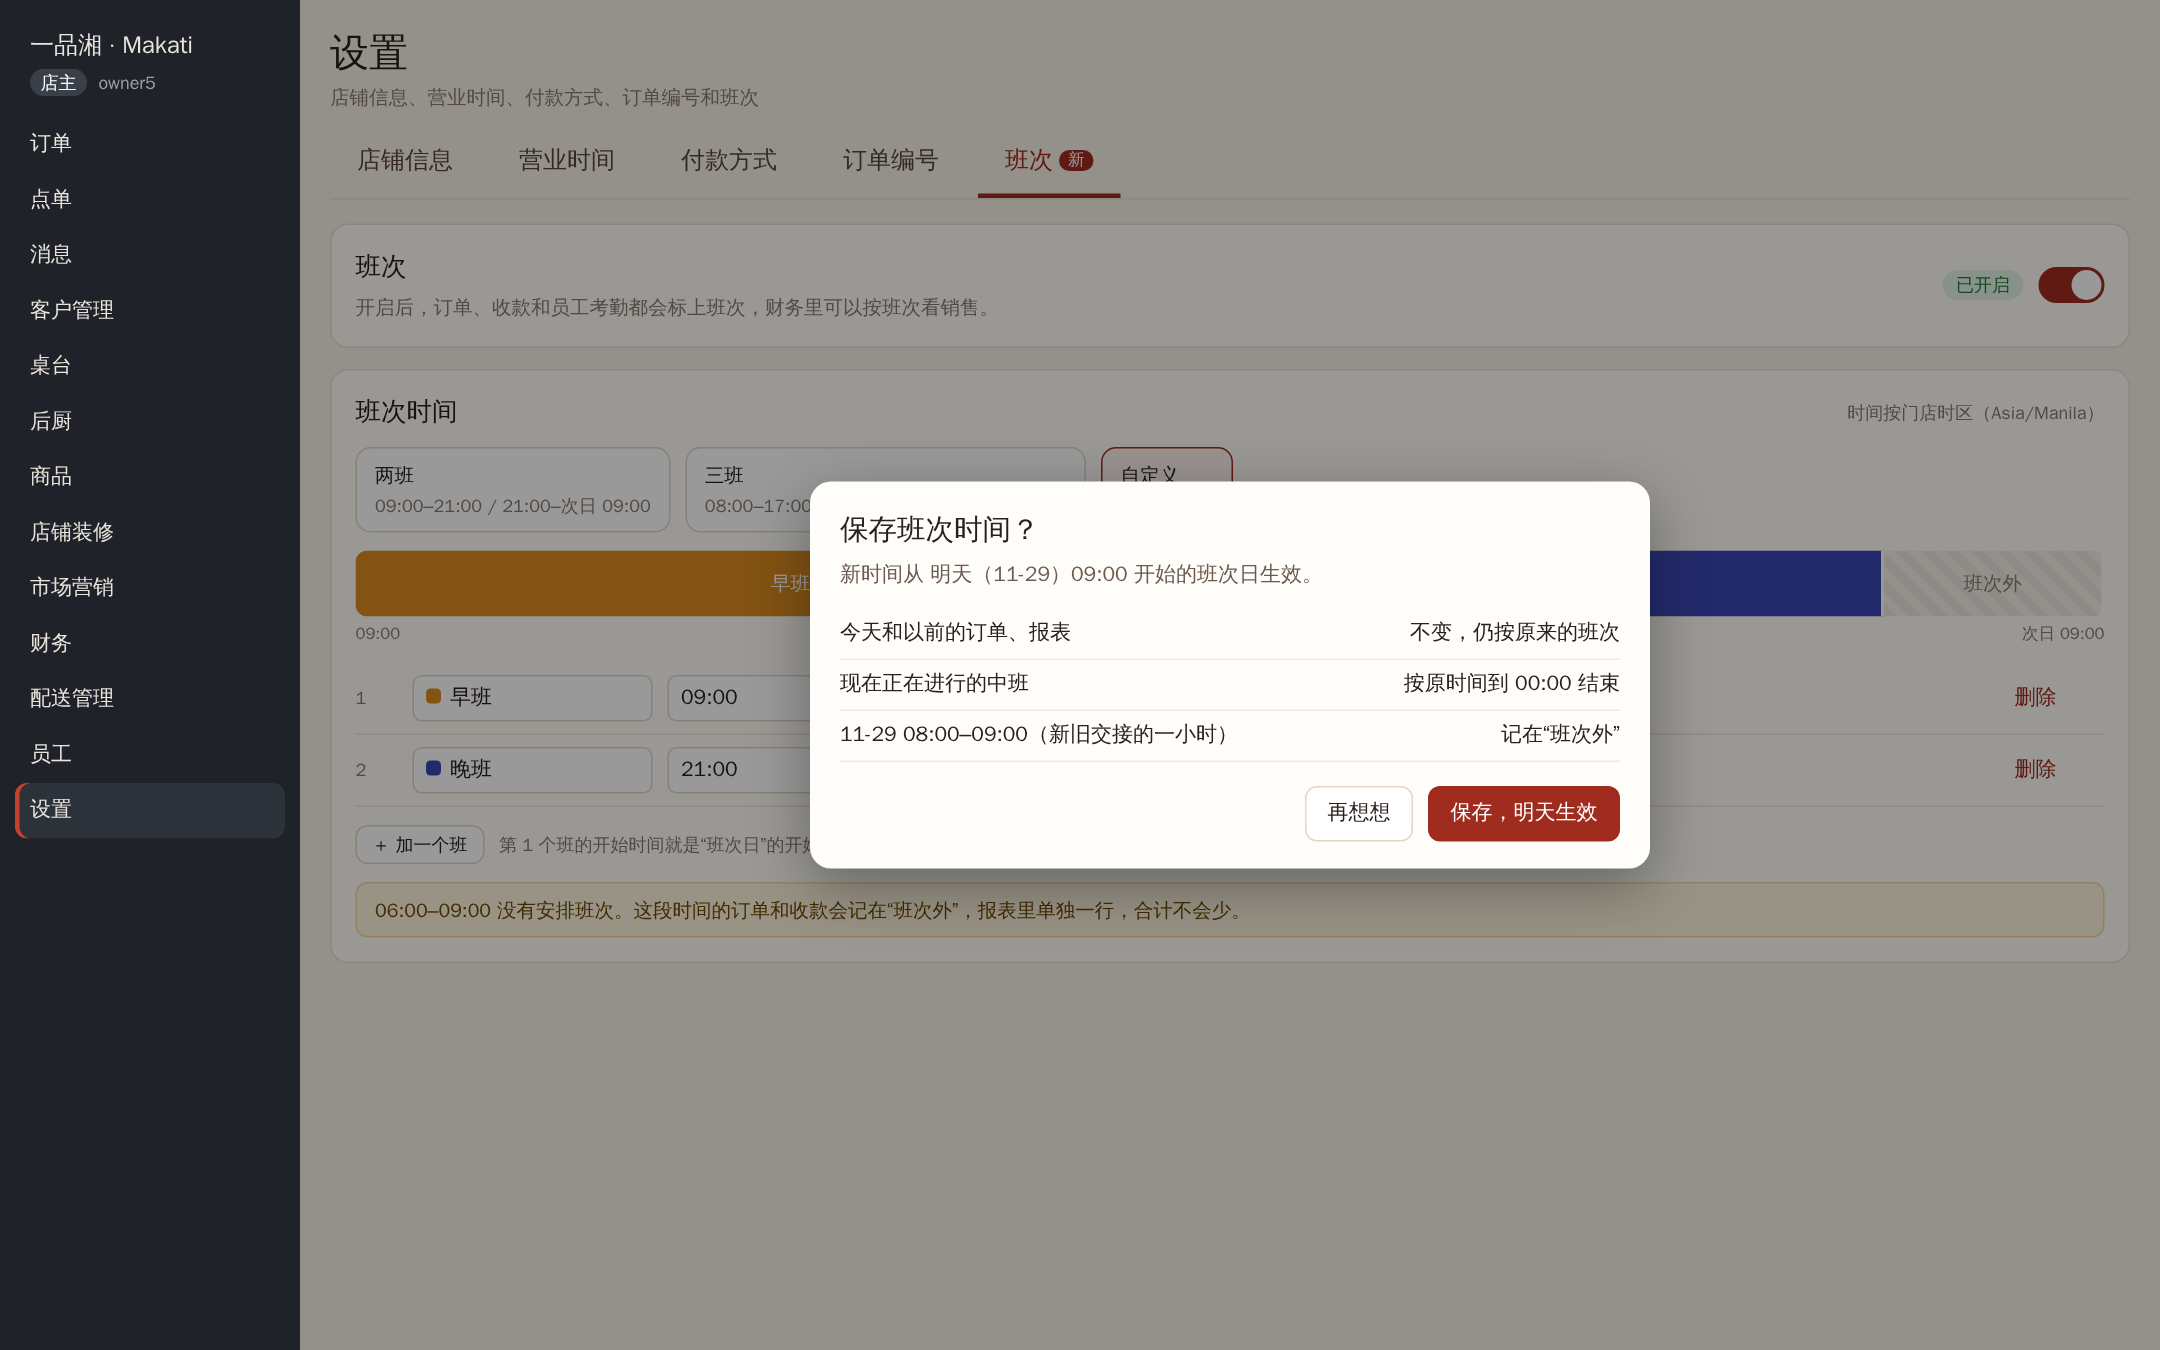 一品湘 · Makati
店主 owner5
订单
点单
消息
客户管理
桌台
后厨
商品
店铺装修
市场营销
财务
配送管理
员工
设置
设置
店铺信息、营业时间、付款方式、订单编号和班次
店铺信息 营业时间 付款方式 订单编号 班次 新
班次
开启后，订单、收款和员工考勤都会标上班次，财务里可以按班次看销售。
已开启
班次时间
时间按门店时区（Asia/Manila）
两班
09:00–21:00 / 21:00–次日 09:00
三班
08:00–17:00
自定义
早班
班次外
09:00
次日 09:00
1 早班 09:00 删除
2 晚班 21:00 删除
+ 加一个班
第 1 个班的开始时间就是“班次日”的开始
06:00–09:00 没有安排班次。这段时间的订单和收款会记在“班次外”，报表里单独一行，合计不会少。
保存班次时间？
新时间从 明天（11-29）09:00 开始的班次日生效。
今天和以前的订单、报表 不变，仍按原来的班次
现在正在进行的中班 按原时间到 00:00 结束
11-29 08:00–09:00（新旧交接的一小时） 记在“班次外”
再想想
保存，明天生效